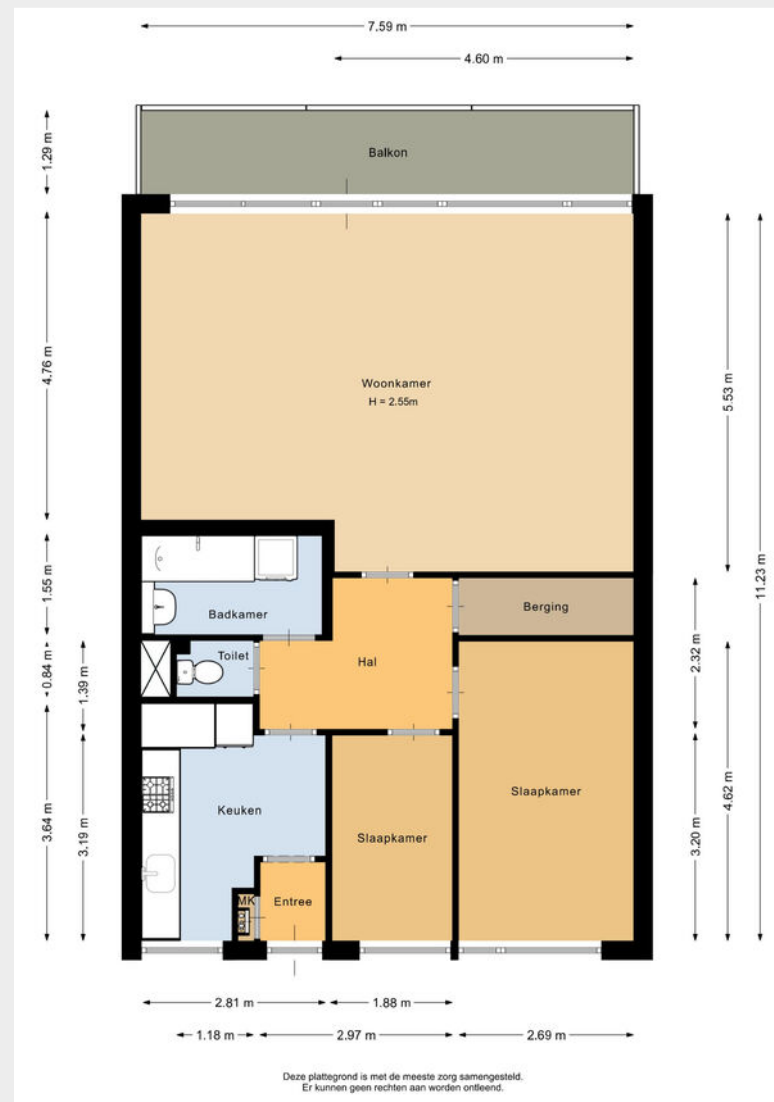 7.59 m
4.60 m
1.29 m
Balkon
4.76 m
5.53 m
Woonkamer
H = 2.55m
11.23 m
1.55 m
Badkamer
Berging
2.32 m
0.84 m
1.39 m
Toilet
Hal
3.64 m
3.19 m
Keuken
Slaapkamer
Slaapkamer
4.62 m
3.20 m
MK
Entree
2.81 m
1.88 m
1.18 m
2.97 m
2.69 m
Deze plattegrond is met de meeste zorg samengesteld.
Er kunnen geen rechten aan worden ontleend.